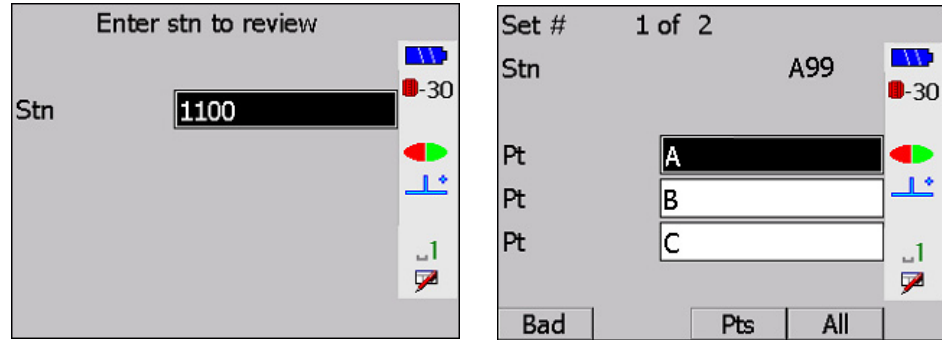 Enter stn to review
-30
Stn 1100
1
Set # 1 of 2
Stn A99
-30
Pt A
Pt B
Pt C
1
Bad Pts All